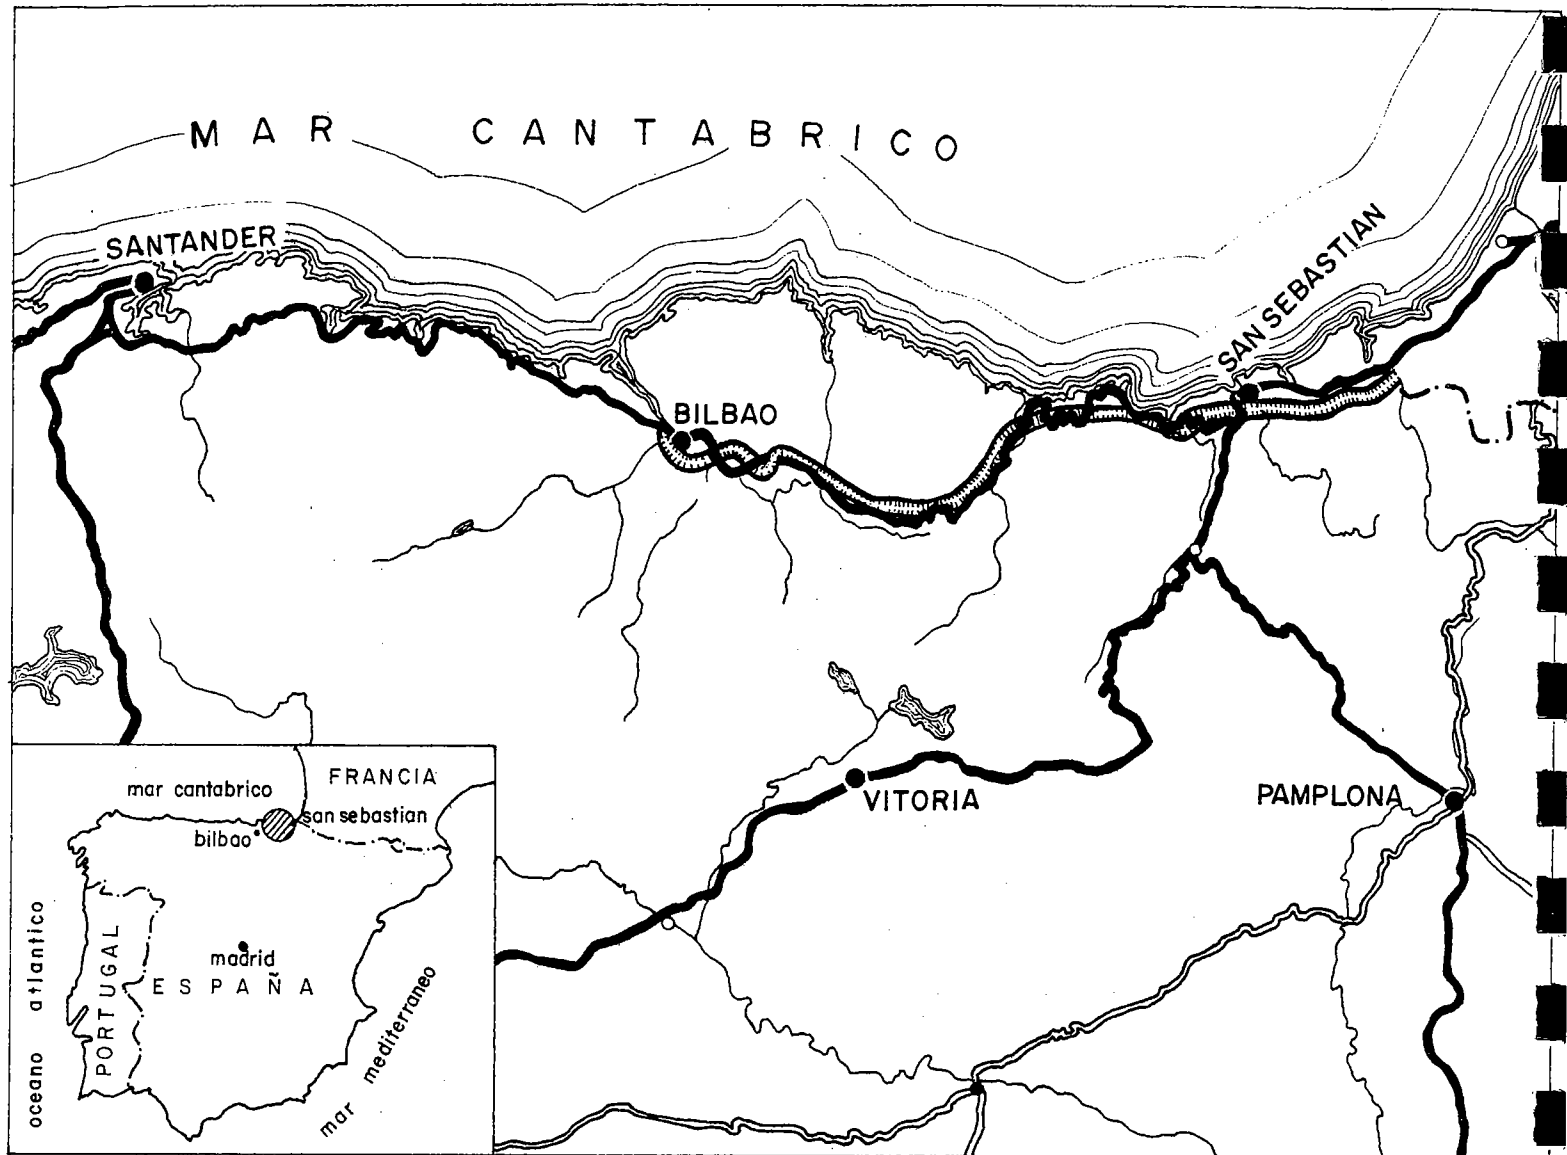 MAR CANTABRICO
SANTANDER
SAN SEBASTIAN
BILBAO
VITORIA
PAMPLONA
FRANCIA
mar cantabrico
san sebastian
bilbao
oceano atlantico
PORTUGAL
madrid
ESPAÑA
mar mediterraneo